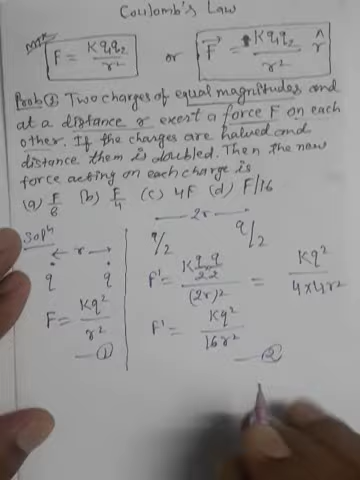 Coulomb's Law
F = Kq₁q₂/r² or F⃗ = Kq₁q₂/r² r̂
Prob ① Two charges of equal magnitudes and
at a distance r exert a force F on each
other. If the charges are halved and
distance them is doubled. Then the new
force acting on each charge is
(a) F/8 (b) F/4 (c) 4F (d) F/16
Solⁿ
← r →
q q
F = Kq²/r²
—①
← 2r →
q/2 q/2
F' = K q/2 q/2 / (2r)² = Kq²/4×4r²
F' = Kq²/16r²
—②